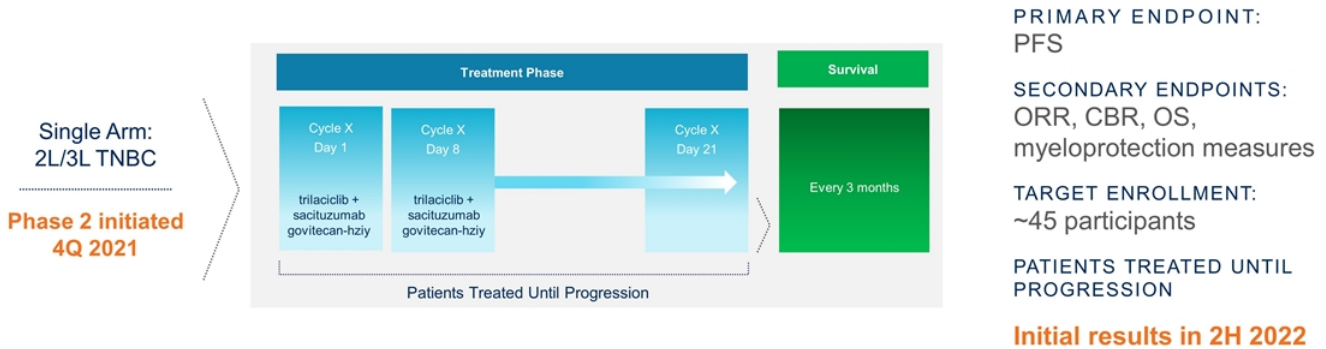 Single Arm:
2L/3L TNBC
Phase 2 initiated
4Q 2021
Treatment Phase
Survival
Cycle X
Day 1
trilaciclib +
sacituzumab
govitecan-hziy
Cycle X
Day 8
trilaciclib +
sacituzumab
govitecan-hziy
Cycle X
Day 21
Every 3 months
Patients Treated Until Progression
PRIMARY ENDPOINT:
PFS
SECONDARY ENDPOINTS:
ORR, CBR, OS,
myeloprotection measures
TARGET ENROLLMENT:
~45 participants
PATIENTS TREATED UNTIL
PROGRESSION
Initial results in 2H 2022